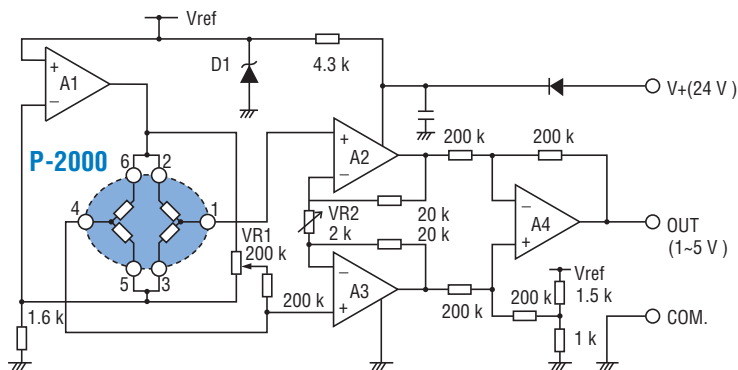 Vref
+
A1
−
D1
4.3 k
V+(24 V )
P-2000
6
2
4
1
5
3
+
A2
−
200 k
200 k
VR2
2 k
20 k
20 k
VR1
200 k
−
A4
+
OUT
(1~5 V )
−
A3
+
200 k
200 k
200 k
Vref
1.5 k
1 k
1.6 k
COM.